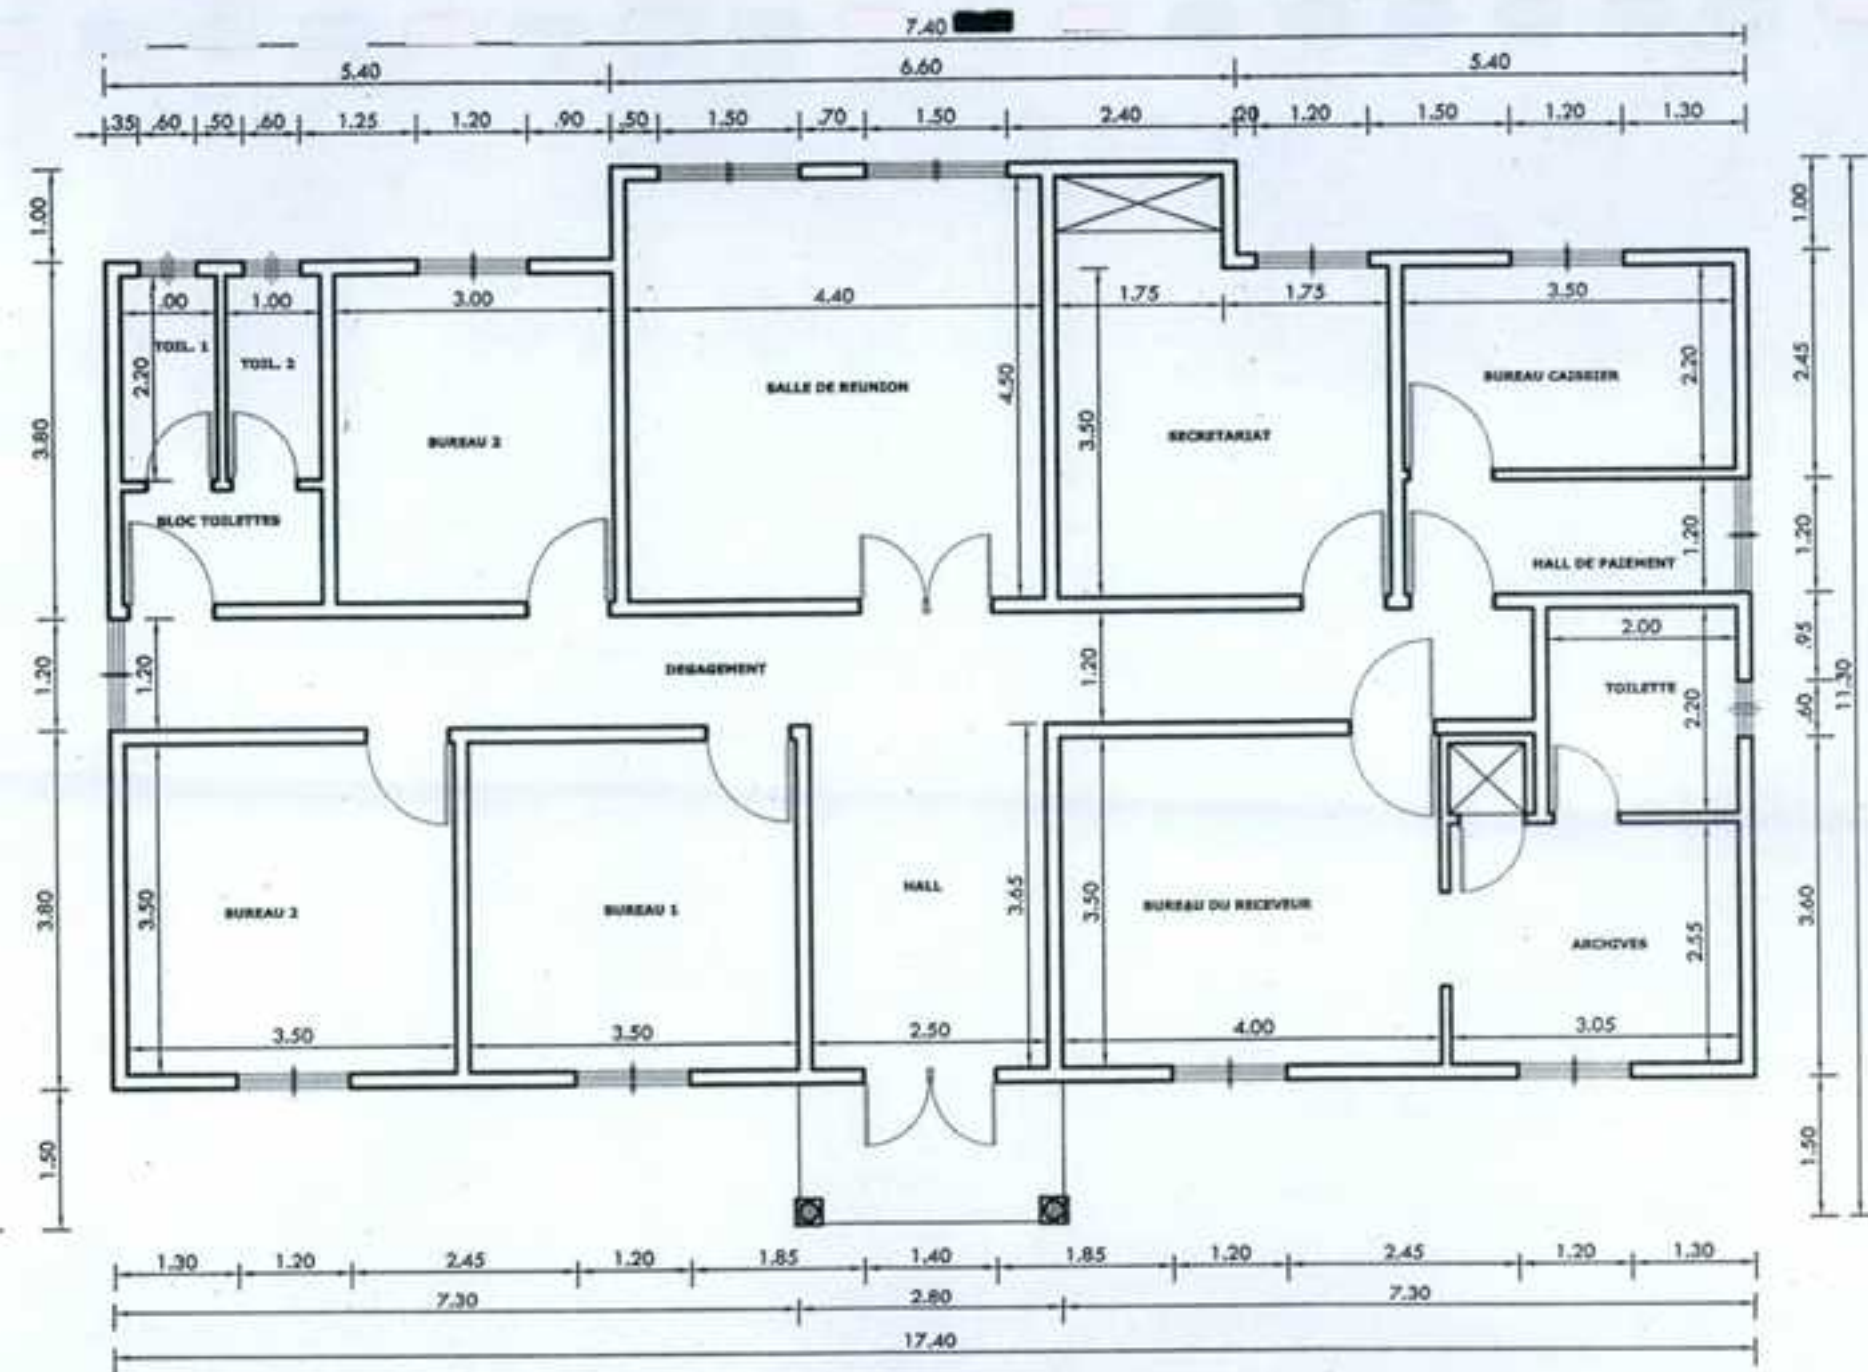 7.40
5.40 6.60 5.40
.35 .60 .50 .60 1.25 1.20 .90 .50 1.50 .70 1.50 2.40 .20 1.20 1.50 1.20 1.30
1.00 1.00
.00 1.00 3.00 4.40 1.75 1.75 3.50
TOIL. 1 TOIL. 2
2.20 SALLE DE REUNION 4.50 BUREAU CAISSIER 2.20 2.45
3.80 BUREAU 2 3.50 SECRETARIAT
BLOC TOILETTES
HALL DE PAIEMENT 1.20 1.20
2.00 .95
1.20 1.20 DEGAGEMENT 1.20 TOILETTE 2.20 .60 11.30
3.80 3.50 BUREAU 2 BUREAU 1 HALL 3.65 3.50 BUREAU DU RECEVEUR ARCHIVES 2.55 3.60
3.50 3.50 2.50 4.00 3.05
1.50 1.50
1.30 1.20 2.45 1.20 1.85 1.40 1.85 1.20 2.45 1.20 1.30
7.30 2.80 7.30
17.40